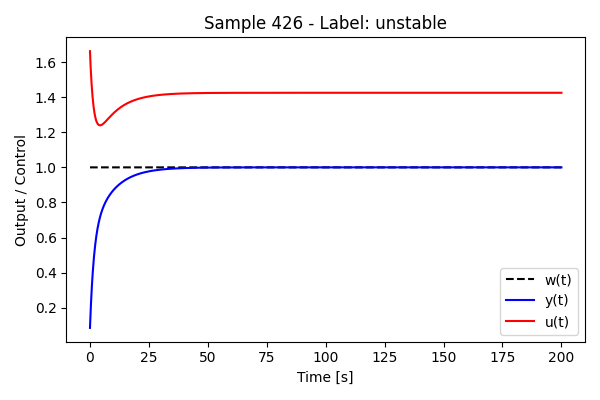 Sample 426 - Label: unstable
Output / Control
1.6
1.4
1.2
1.0
0.8
0.6
0.4
0.2
w(t)
y(t)
u(t)
0 25 50 75 100 125 150 175 200
Time [s]